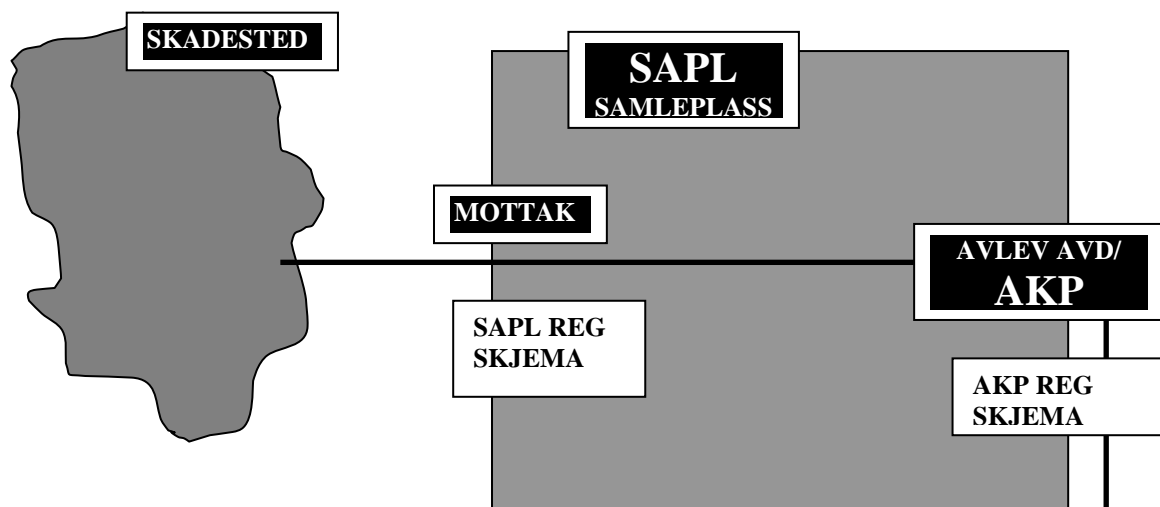 SKADESTED
SAPL
SAMLEPLASS
MOTTAK
AVLEV AVD/
AKP
SAPL REG
SKJEMA
AKP REG
SKJEMA